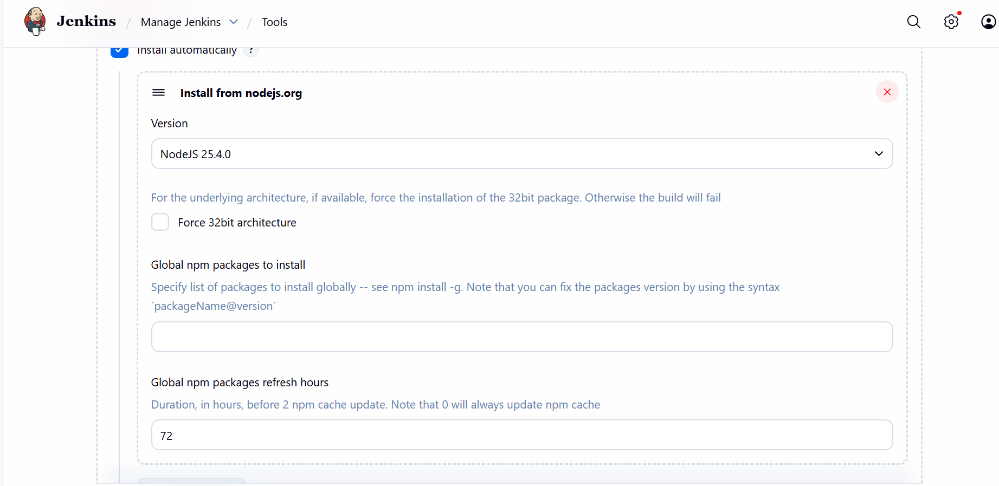 Jenkins / Manage Jenkins / Tools
Install automatically ?
Install from nodejs.org
Version
NodeJS 25.4.0
For the underlying architecture, if available, force the installation of the 32bit package. Otherwise the build will fail
Force 32bit architecture
Global npm packages to install
Specify list of packages to install globally -- see npm install -g. Note that you can fix the packages version by using the syntax
`packageName@version`
Global npm packages refresh hours
Duration, in hours, before 2 npm cache update. Note that 0 will always update npm cache
72